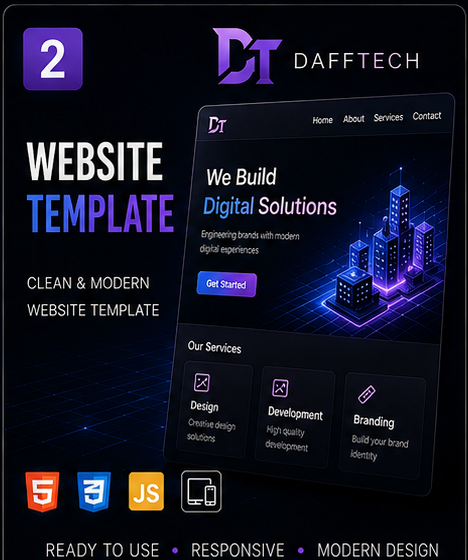 2
DT DAFFTECH
WEBSITE
TEMPLATE
CLEAN & MODERN
WEBSITE TEMPLATE
DT Home About Services Contact
We Build
Digital Solutions
Engineering brands with modern
digital experiences
Get Started
Our Services
Design
Creative design
solutions
Development
High quality
development
Branding
Build your brand
identity
5 3 JS
READY TO USE • RESPONSIVE • MODERN DESIGN